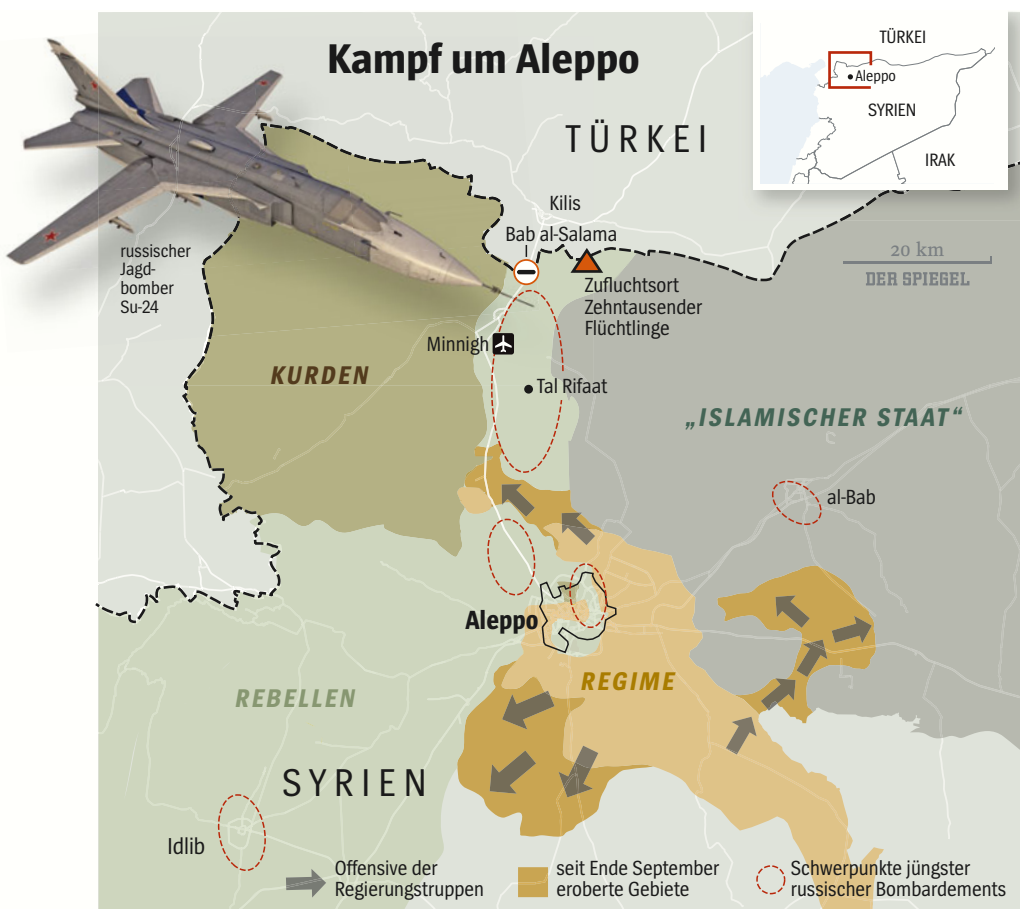 Kampf um Aleppo
TÜRKEI
Aleppo
SYRIEN
IRAK
TÜRKEI
Kilis
Bab al-Salama
20 km
DER SPIEGEL
russischer
Jagd-
bomber
Su-24
Zufluchtsort
Zehntausender
Flüchtlinge
Minnigh
KURDEN
Tal Rifaat
„ISLAMISCHER STAAT“
al-Bab
Aleppo
REBELLEN
REGIME
SYRIEN
Idlib
Offensive der
Regierungstruppen
seit Ende September
eroberte Gebiete
Schwerpunkte jüngster
russischer Bombardements